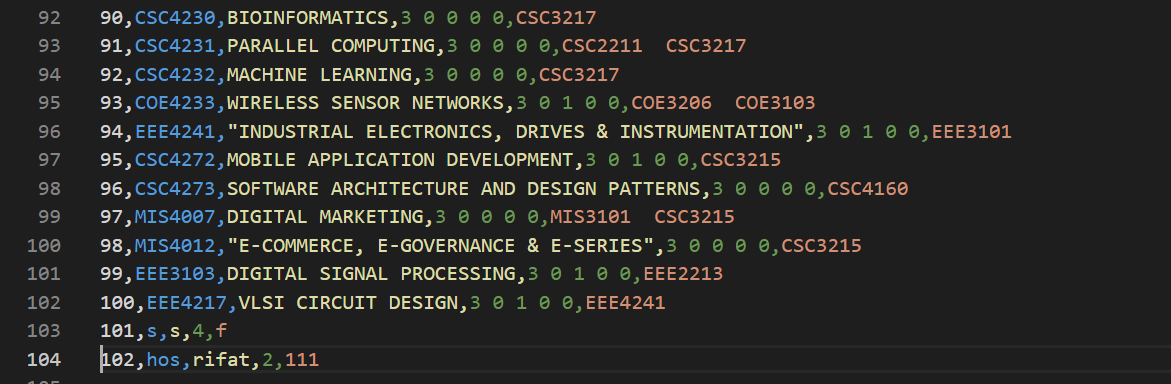 92 90,CSC4230,BIOINFORMATICS,3 0 0 0 0,CSC3217
93 91,CSC4231,PARALLEL COMPUTING,3 0 0 0 0,CSC2211  CSC3217
94 92,CSC4232,MACHINE LEARNING,3 0 0 0 0,CSC3217
95 93,COE4233,WIRELESS SENSOR NETWORKS,3 0 1 0 0,COE3206  COE3103
96 94,EEE4241,"INDUSTRIAL ELECTRONICS, DRIVES & INSTRUMENTATION",3 0 1 0 0,EEE3101
97 95,CSC4272,MOBILE APPLICATION DEVELOPMENT,3 0 1 0 0,CSC3215
98 96,CSC4273,SOFTWARE ARCHITECTURE AND DESIGN PATTERNS,3 0 0 0 0,CSC4160
99 97,MIS4007,DIGITAL MARKETING,3 0 0 0 0,MIS3101  CSC3215
100 98,MIS4012,"E-COMMERCE, E-GOVERNANCE & E-SERIES",3 0 0 0 0,CSC3215
101 99,EEE3103,DIGITAL SIGNAL PROCESSING,3 0 1 0 0,EEE2213
102 100,EEE4217,VLSI CIRCUIT DESIGN,3 0 1 0 0,EEE4241
103 101,s,s,4,f
104 102,hos,rifat,2,111